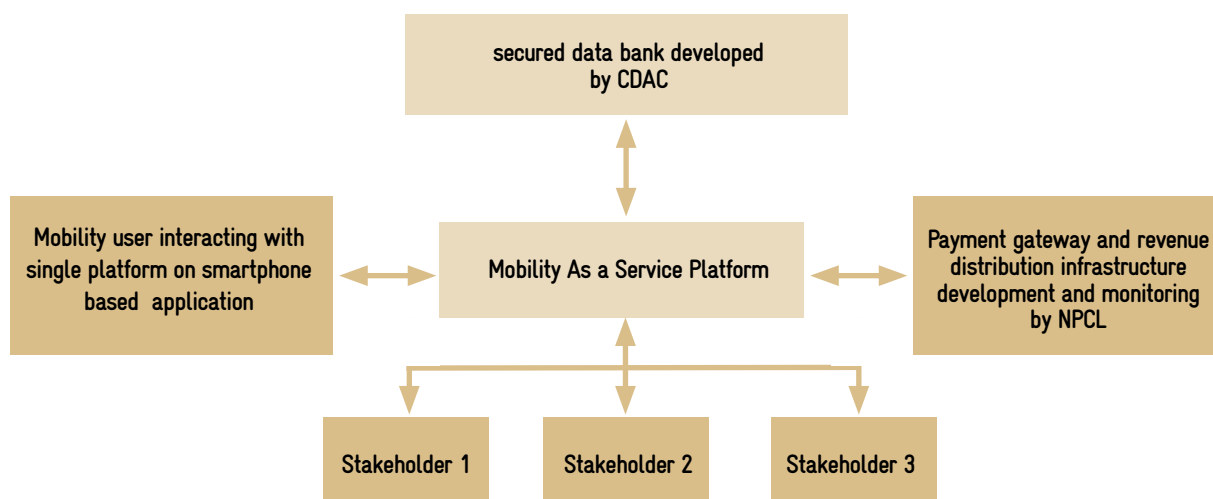 secured data bank developed
by CDAC
Mobility user interacting with
single platform on smartphone
based application
Mobility As a Service Platform
Payment gateway and revenue
distribution infrastructure
development and monitoring
by NPCL
Stakeholder 1
Stakeholder 2
Stakeholder 3